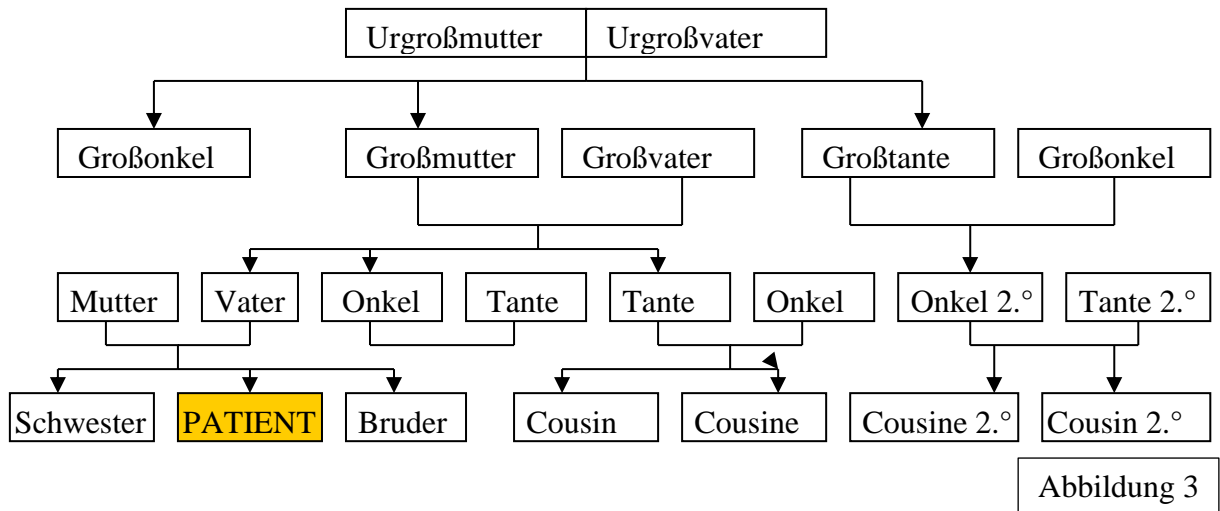 Urgroßmutter Urgroßvater
Großonkel Großmutter Großvater Großtante Großonkel
Mutter Vater Onkel Tante Tante Onkel Onkel 2.° Tante 2.°
Schwester PATIENT Bruder Cousin Cousine Cousine 2.° Cousin 2.°
Abbildung 3